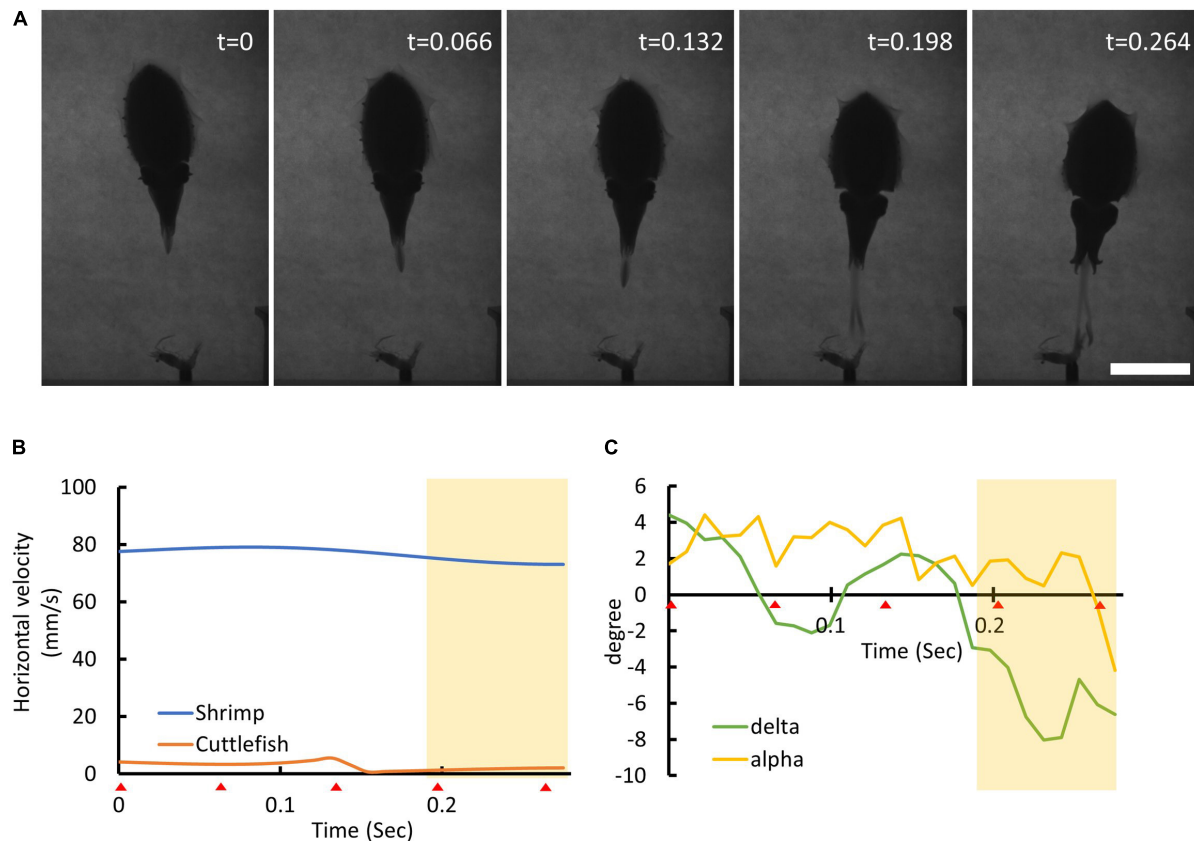 A
t=0
t=0.066
t=0.132
t=0.198
t=0.264
B
100
80
60
40
20
0
Horizontal velocity
(mm/s)
Shrimp
Cuttlefish
0
0.1
0.2
Time (Sec)
C
6
4
2
0
-2
-4
-6
-8
-10
degree
0.1
0.2
Time (Sec)
delta
alpha